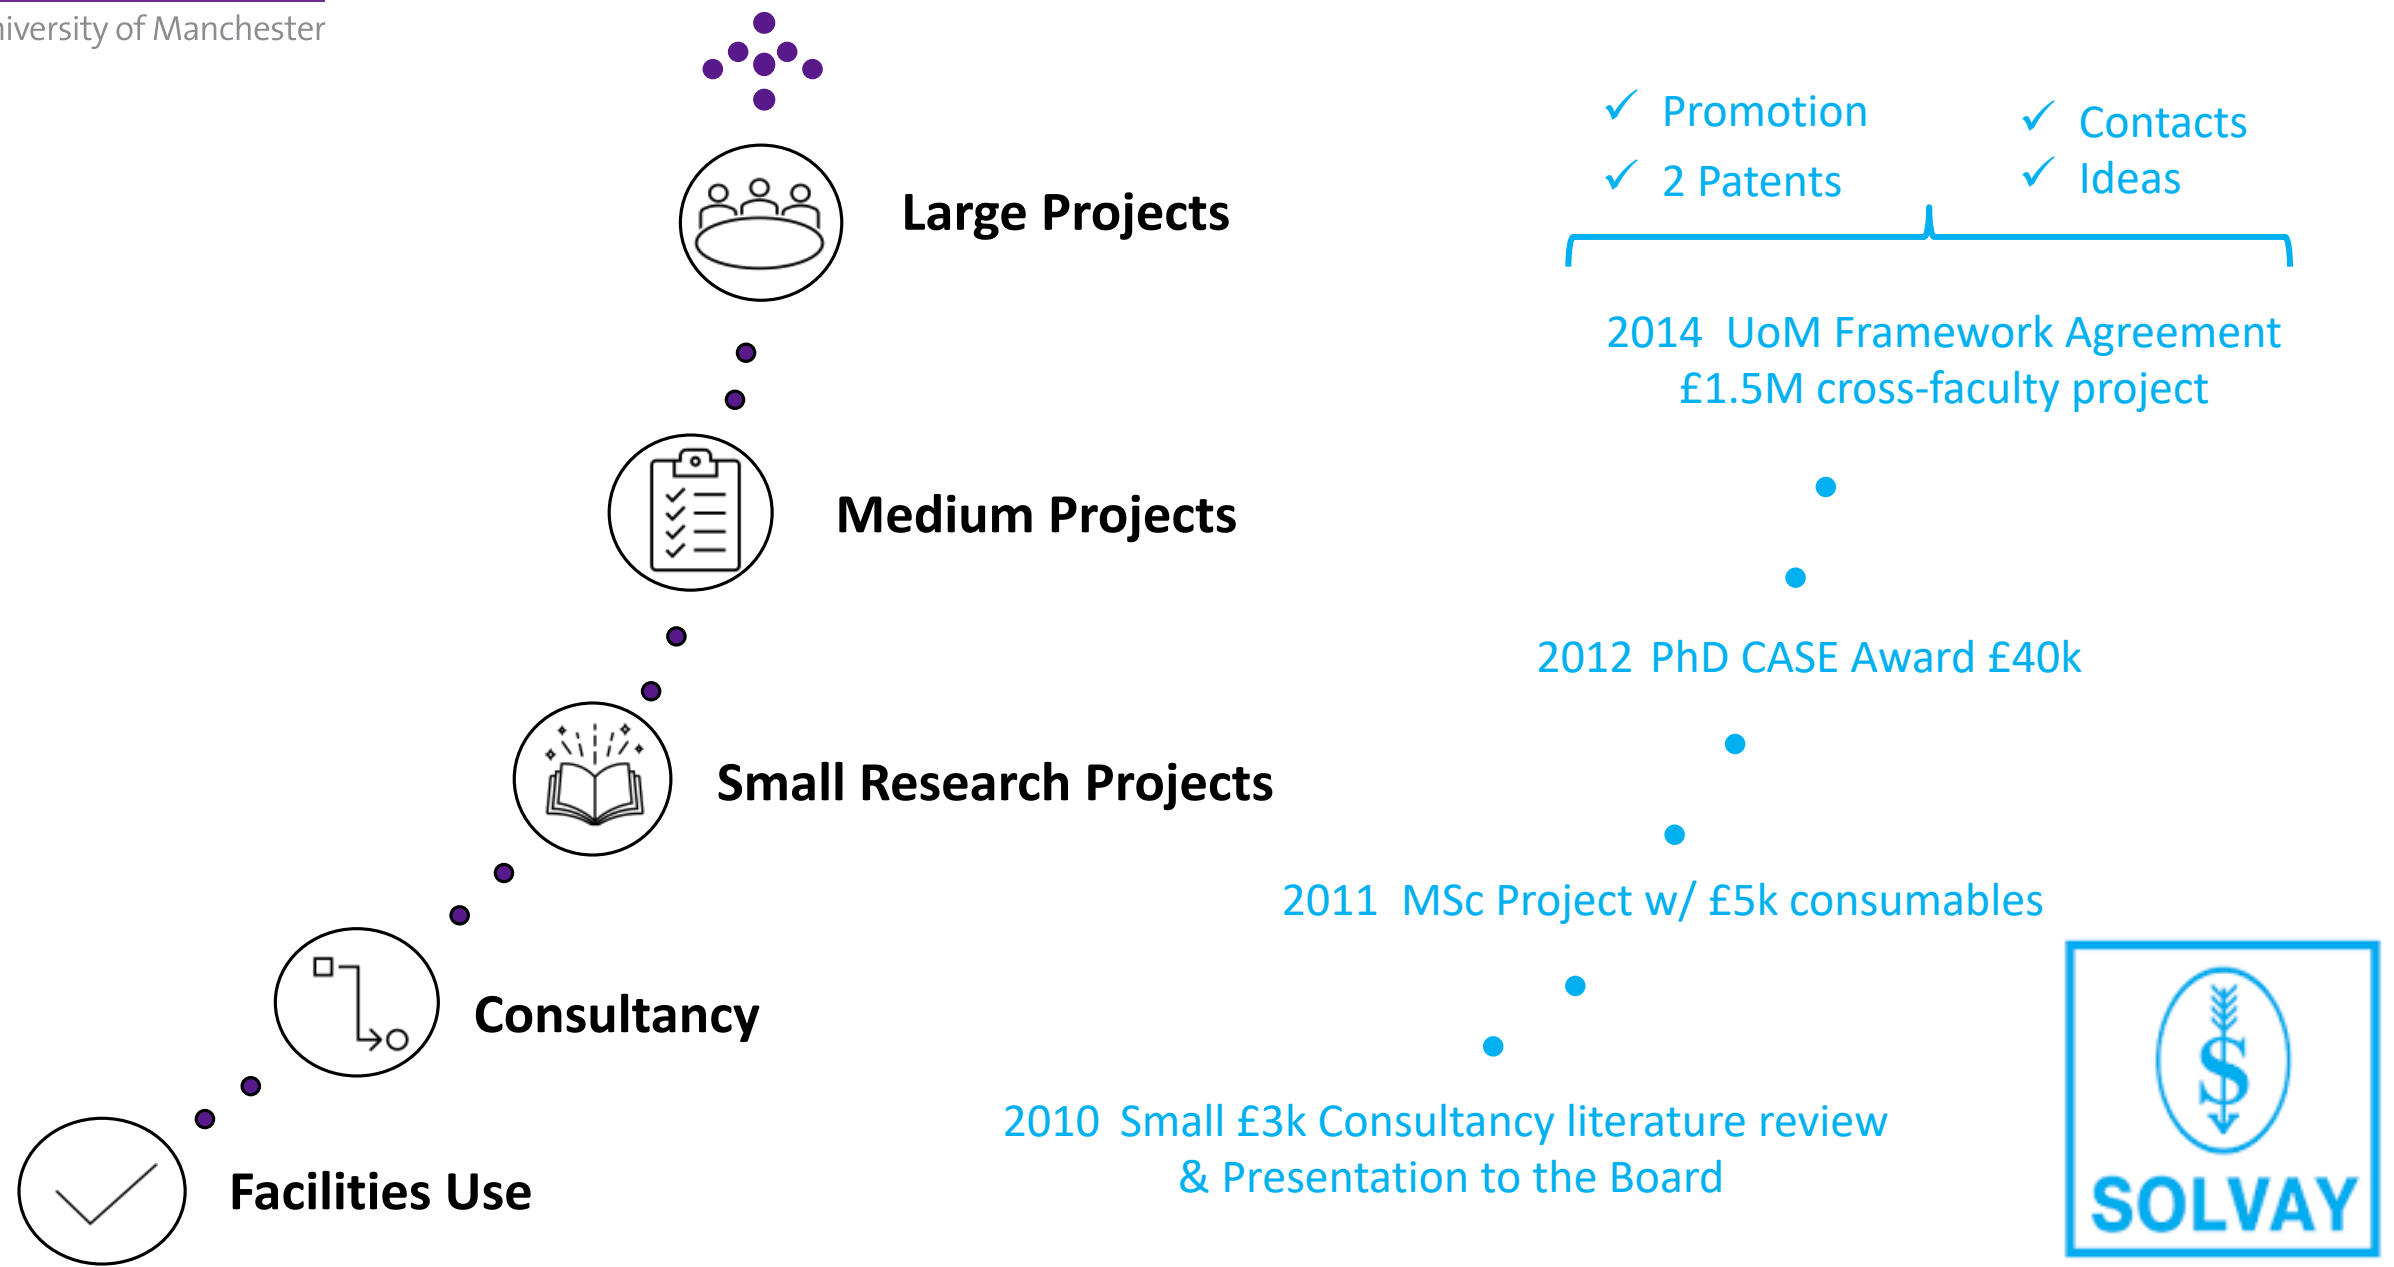 University of Manchester
Large Projects
Medium Projects
Small Research Projects
Consultancy
Facilities Use
Promotion
2 Patents
Contacts
Ideas
2014 UoM Framework Agreement
£1.5M cross-faculty project
2012 PhD CASE Award £40k
2011 MSc Project w/ £5k consumables
2010 Small £3k Consultancy literature review
& Presentation to the Board
SOLVAY